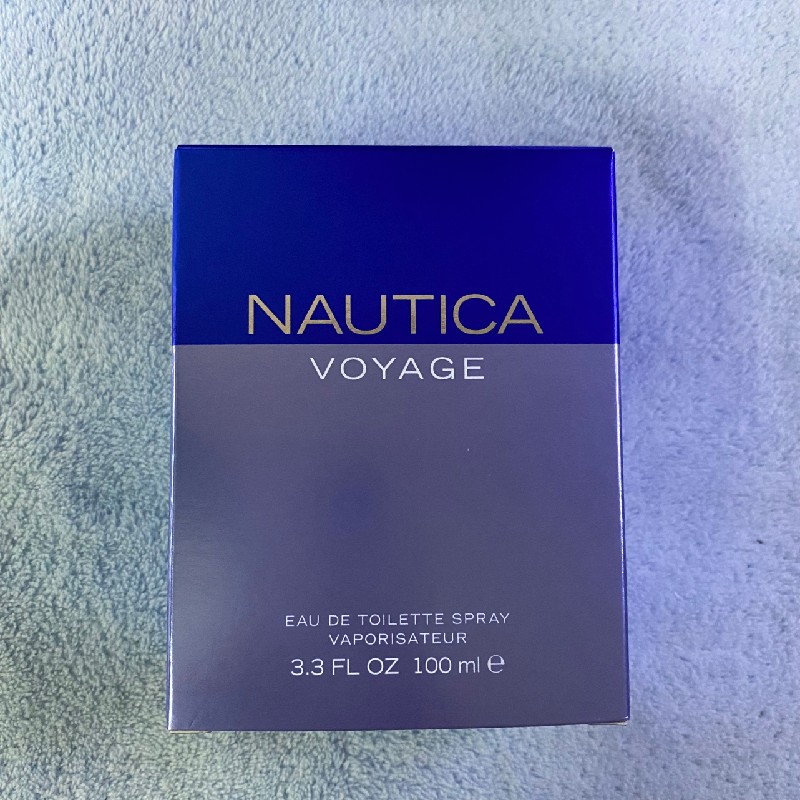 NAUTICA
VOYAGE
EAU DE TOILETTE SPRAY
VAPORISATEUR
3.3 FL OZ 100 ml ℮